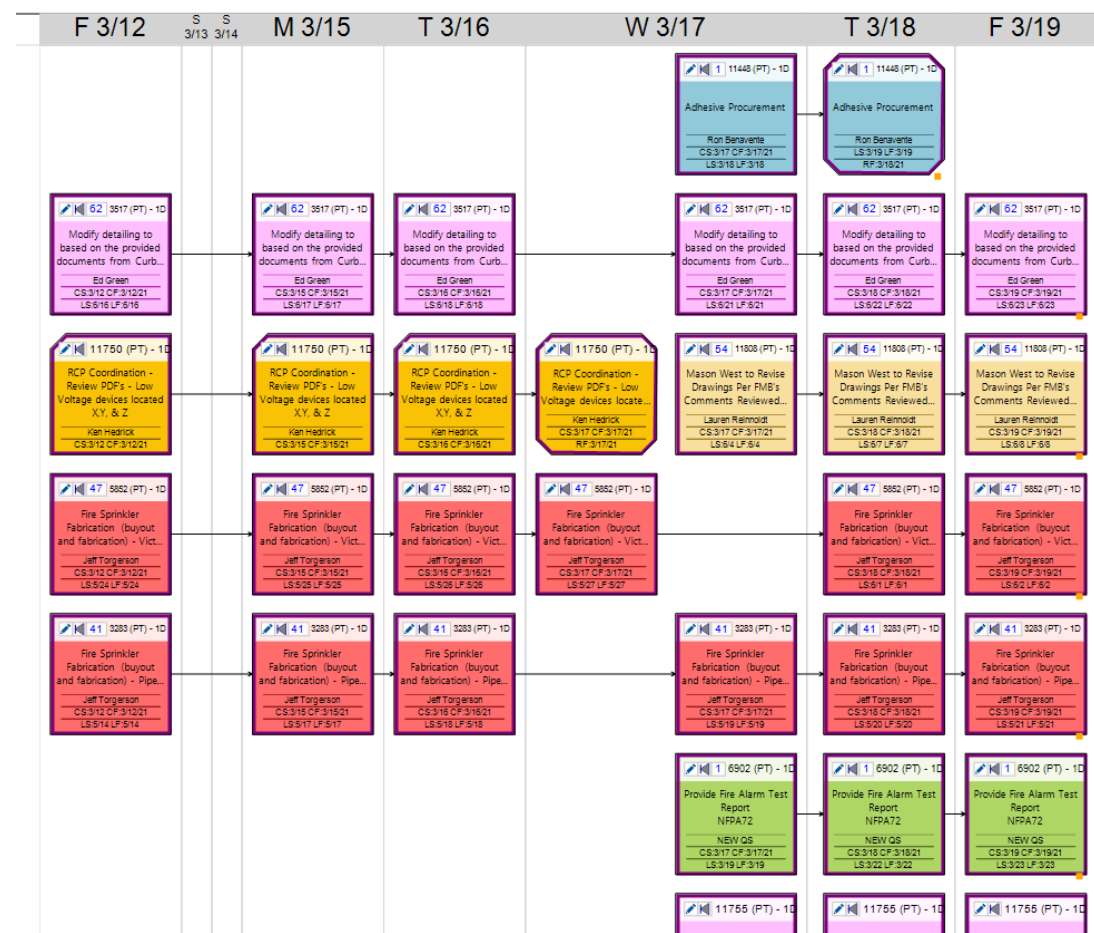 F 3/12 S 3/13 S 3/14 M 3/15 T 3/16 W 3/17 T 3/18 F 3/19
1 11448 (PT) - 1D
Adhesive Procurement
Ron Benavente
CS:3/17 CF:3/17/21
LS:3/18 LF:3/18
1 11448 (PT) - 1D
Adhesive Procurement
Ron Benavente
LS:3/19 LF:3/19
RF:3/18/21
62 3517 (PT) - 1D
Modify detailing to
based on the provided
documents from Curb...
Ed Green
CS:3/12 CF:3/12/21
LS:6/16 LF:6/16
62 3517 (PT) - 1D
Modify detailing to
based on the provided
documents from Curb...
Ed Green
CS:3/15 CF:3/15/21
LS:6/17 LF:6/17
62 3517 (PT) - 1D
Modify detailing to
based on the provided
documents from Curb...
Ed Green
CS:3/16 CF:3/16/21
LS:6/18 LF:6/18
62 3517 (PT) - 1D
Modify detailing to
based on the provided
documents from Curb...
Ed Green
CS:3/17 CF:3/17/21
LS:6/21 LF:6/21
62 3517 (PT) - 1D
Modify detailing to
based on the provided
documents from Curb...
Ed Green
CS:3/18 CF:3/18/21
LS:6/22 LF:6/22
62 3517 (PT) - 1D
Modify detailing to
based on the provided
documents from Curb...
Ed Green
CS:3/19 CF:3/19/21
LS:6/23 LF:6/23
11750 (PT) - 1D
RCP Coordination -
Review PDF's - Low
Voltage devices located
X,Y, & Z
Ken Hedrick
CS:3/12 CF:3/12/21
11750 (PT) - 1D
RCP Coordination -
Review PDF's - Low
Voltage devices located
X,Y, & Z
Ken Hedrick
CS:3/15 CF:3/15/21
11750 (PT) - 1D
RCP Coordination -
Review PDF's - Low
Voltage devices located
X,Y, & Z
Ken Hedrick
CS:3/16 CF:3/16/21
11750 (PT) - 1D
RCP Coordination -
Review PDF's - Low
Voltage devices locate...
Ken Hedrick
CS:3/17 CF:3/17/21
RF:3/17/21
54 11808 (PT) - 1D
Mason West to Revise
Drawings Per FMB's
Comments Reviewed...
Lauren Reinnoldt
CS:3/17 CF:3/17/21
LS:6/4 LF:6/4
54 11808 (PT) - 1D
Mason West to Revise
Drawings Per FMB's
Comments Reviewed...
Lauren Reinnoldt
CS:3/18 CF:3/18/21
LS:6/7 LF:6/7
54 11808 (PT) - 1D
Mason West to Revise
Drawings Per FMB's
Comments Reviewed...
Lauren Reinnoldt
CS:3/19 CF:3/19/21
LS:6/8 LF:6/8
47 5852 (PT) - 1D
Fire Sprinkler
Fabrication (buyout
and fabrication) - Vict...
Jeff Torgerson
CS:3/12 CF:3/12/21
LS:5/24 LF:5/24
47 5852 (PT) - 1D
Fire Sprinkler
Fabrication (buyout
and fabrication) - Vict...
Jeff Torgerson
CS:3/15 CF:3/15/21
LS:5/25 LF:5/25
47 5852 (PT) - 1D
Fire Sprinkler
Fabrication (buyout
and fabrication) - Vict...
Jeff Torgerson
CS:3/16 CF:3/16/21
LS:5/26 LF:5/26
47 5852 (PT) - 1D
Fire Sprinkler
Fabrication (buyout
and fabrication) - Vict...
Jeff Torgerson
CS:3/17 CF:3/17/21
LS:5/27 LF:5/27
47 5852 (PT) - 1D
Fire Sprinkler
Fabrication (buyout
and fabrication) - Vict...
Jeff Torgerson
CS:3/18 CF:3/18/21
LS:6/1 LF:6/1
47 5852 (PT) - 1D
Fire Sprinkler
Fabrication (buyout
and fabrication) - Vict...
Jeff Torgerson
CS:3/19 CF:3/19/21
LS:6/2 LF:6/2
41 3283 (PT) - 1D
Fire Sprinkler
Fabrication (buyout
and fabrication) - Pipe...
Jeff Torgerson
CS:3/12 CF:3/12/21
LS:5/14 LF:5/14
41 3283 (PT) - 1D
Fire Sprinkler
Fabrication (buyout
and fabrication) - Pipe...
Jeff Torgerson
CS:3/15 CF:3/15/21
LS:5/17 LF:5/17
41 3283 (PT) - 1D
Fire Sprinkler
Fabrication (buyout
and fabrication) - Pipe...
Jeff Torgerson
CS:3/16 CF:3/16/21
LS:5/18 LF:5/18
41 3283 (PT) - 1D
Fire Sprinkler
Fabrication (buyout
and fabrication) - Pipe...
Jeff Torgerson
CS:3/17 CF:3/17/21
LS:5/19 LF:5/19
41 3283 (PT) - 1D
Fire Sprinkler
Fabrication (buyout
and fabrication) - Pipe...
Jeff Torgerson
CS:3/18 CF:3/18/21
LS:5/20 LF:5/20
41 3283 (PT) - 1D
Fire Sprinkler
Fabrication (buyout
and fabrication) - Pipe...
Jeff Torgerson
CS:3/19 CF:3/19/21
LS:5/21 LF:5/21
1 6902 (PT) - 1D
Provide Fire Alarm Test
Report
NFPA72
NEW QS
CS:3/17 CF:3/17/21
LS:3/19 LF:3/19
1 6902 (PT) - 1D
Provide Fire Alarm Test
Report
NFPA72
NEW QS
CS:3/18 CF:3/18/21
LS:3/22 LF:3/22
1 6902 (PT) - 1D
Provide Fire Alarm Test
Report
NFPA72
NEW QS
CS:3/19 CF:3/19/21
LS:3/23 LF:3/23
11755 (PT) - 1D
11755 (PT) - 1D
11755 (PT) - 1D